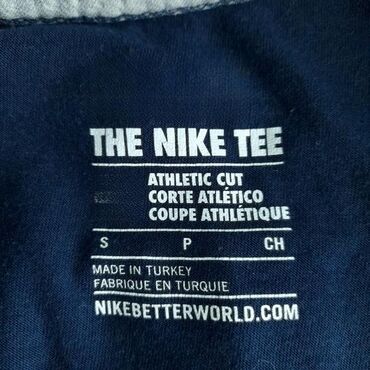 THE NIKE TEE
ATHLETIC CUT
CORTE ATLÉTICO
COUPE ATHLÉTIQUE
S P CH
MADE IN TURKEY
FABRIQUE EN TURQUIE
NIKEBETTERWORLD.COM